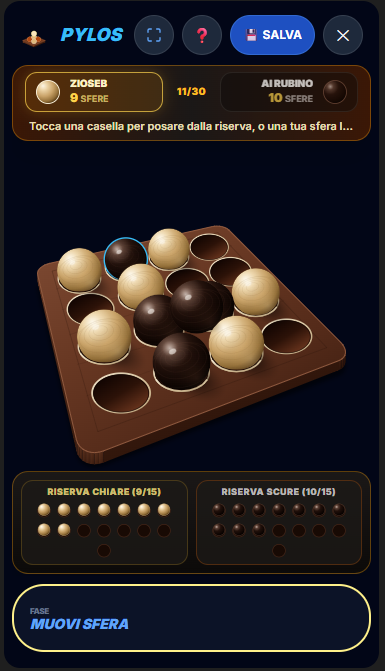 PYLOS
SALVA
ZIOSEB
9 SFERE
11/30
AI RUBINO
10 SFERE
Tocca una casella per posare dalla riserva, o una tua sfera l...
RISERVA CHIARE (9/15)
RISERVA SCURE (10/15)
FASE
MUOVI SFERA